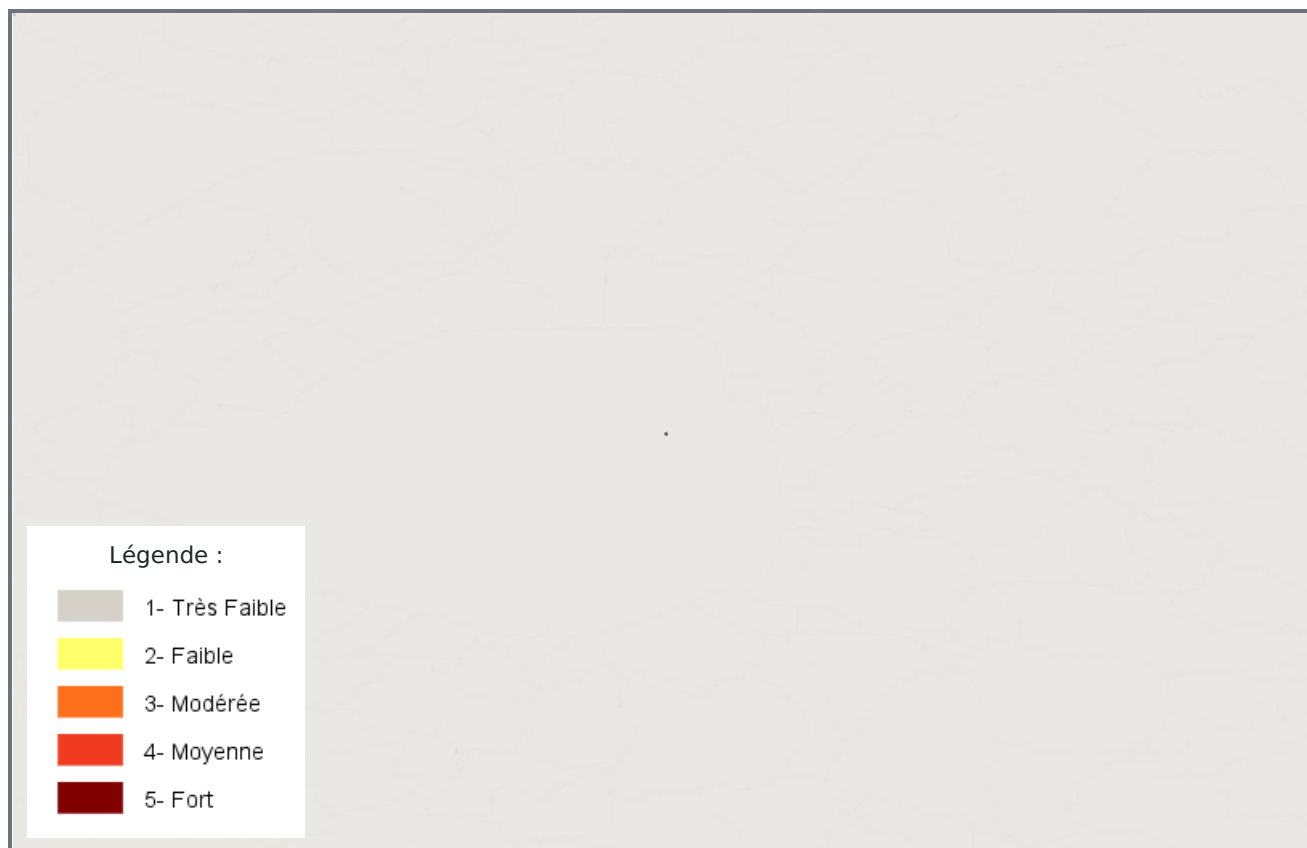 Légende :
1- Très Faible
2- Faible
3- Modérée
4- Moyenne
5- Fort